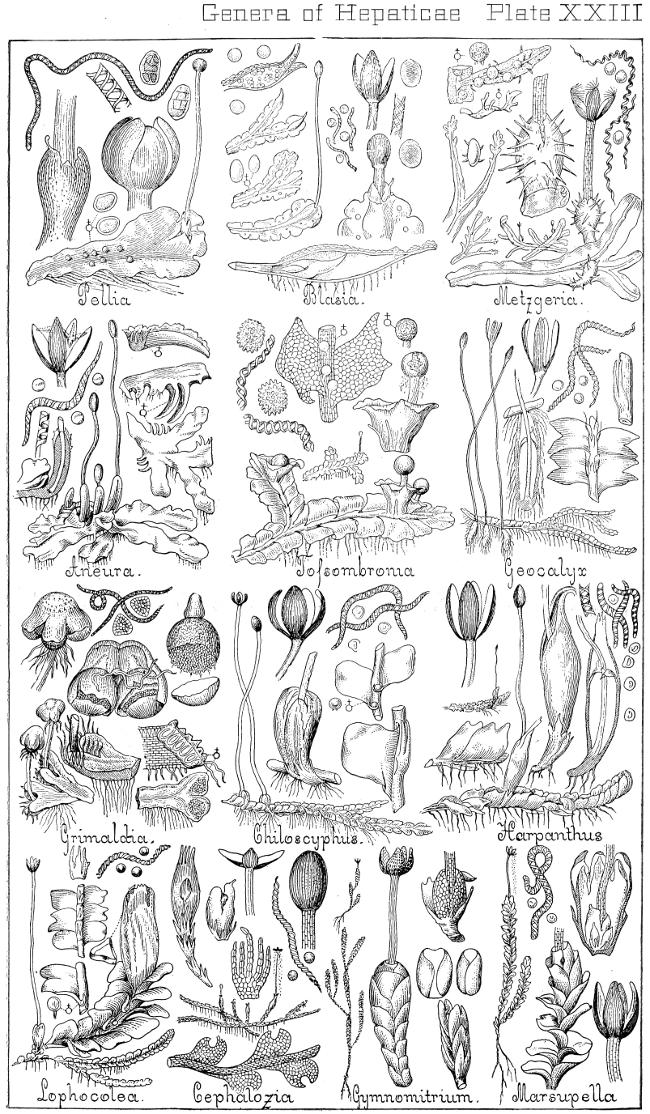 Genera of Hepaticae Plate XXIII
Pellia
Blasia.
Metzgeria.
Aneura.
Fossombronia
Geocalyx
Grimaldia.
Chiloscyphus.
Harpanthus
Lophocolea.
Cephalozia
Gymnomitrium.
Marsupella